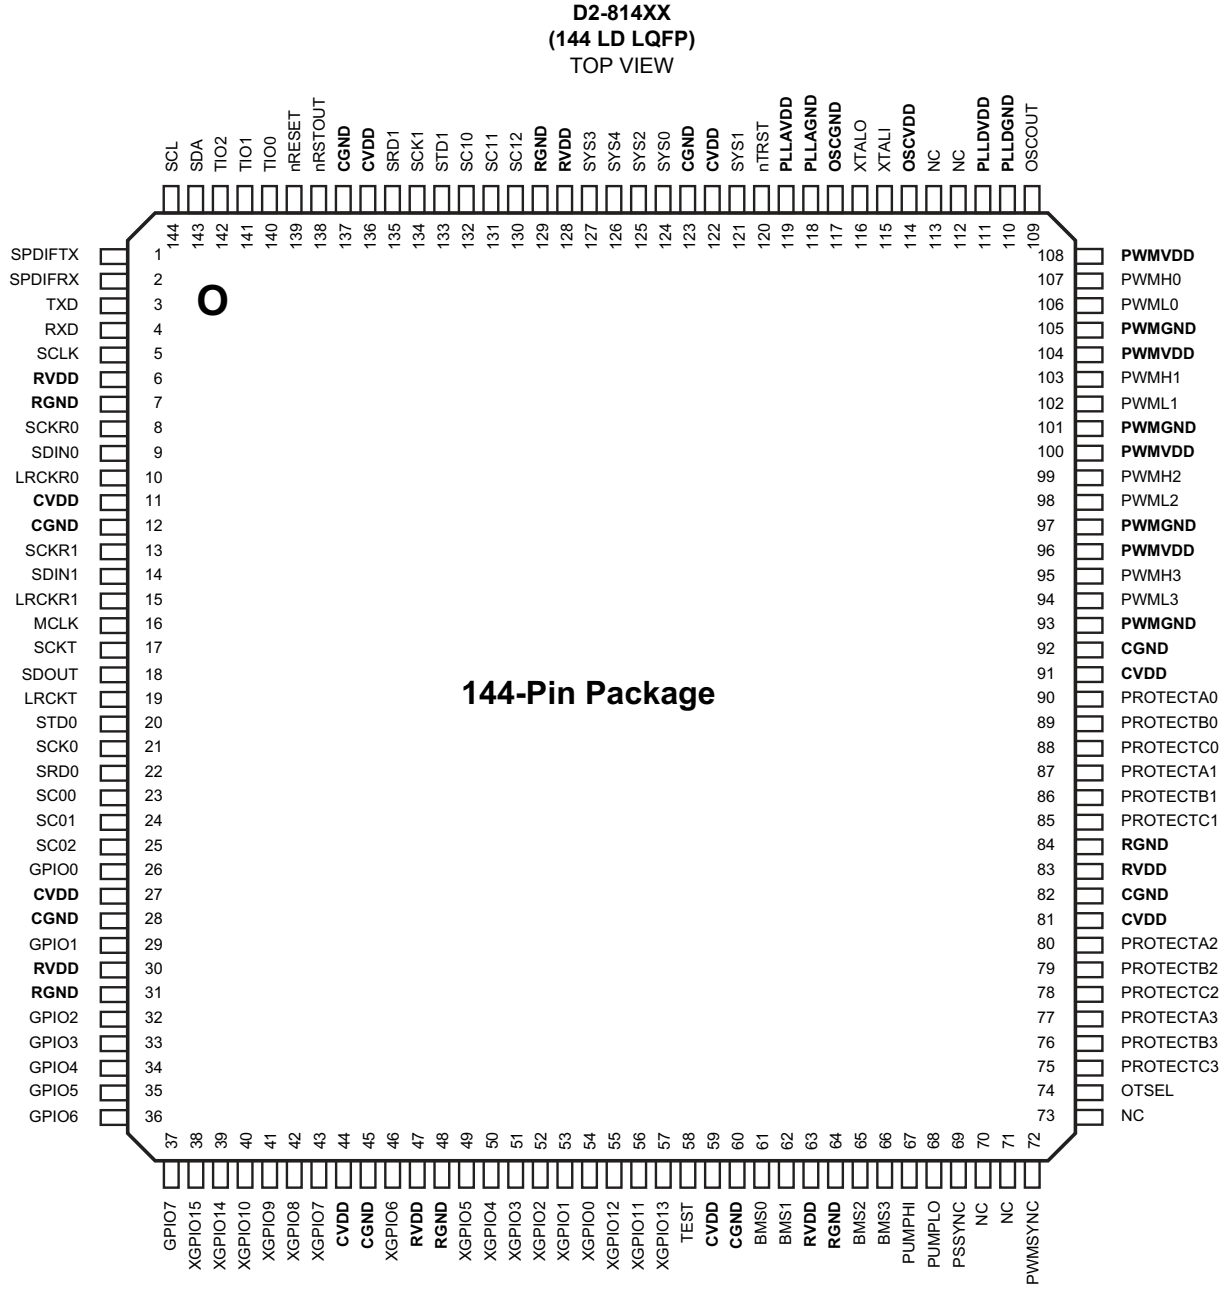 D2-814XX
(144 LD LQFP)
TOP VIEW
SCL
SDA
TIO2
TIO1
TIO0
nRESET
nRSTOUT
CGND
CVDD
SRD1
SCK1
STD1
SC10
SC11
SC12
RGND
RVDD
SYS3
SYS4
SYS2
SYS0
CGND
CVDD
SYS1
nTRST
PLLAVDD
PLLAGND
OSCGND
XTALO
XTALI
OSCVDD
NC
NC
PLLDVDD
PLLDGND
OSCOUT
144
143
142
141
140
139
138
137
136
135
134
133
132
131
130
129
128
127
126
125
124
123
122
121
120
119
118
117
116
115
114
113
112
111
110
109
SPDIFTX 1
SPDIFRX 2
TXD 3
RXD 4
SCLK 5
RVDD 6
RGND 7
SCKR0 8
SDIN0 9
LRCKR0 10
CVDD 11
CGND 12
SCKR1 13
SDIN1 14
LRCKR1 15
MCLK 16
SCKT 17
SDOUT 18
LRCKT 19
STD0 20
SCK0 21
SRD0 22
SC00 23
SC01 24
SC02 25
GPIO0 26
CVDD 27
CGND 28
GPIO1 29
RVDD 30
RGND 31
GPIO2 32
GPIO3 33
GPIO4 34
GPIO5 35
GPIO6 36
O
144-Pin Package
108 PWMVDD
107 PWMH0
106 PWML0
105 PWMGND
104 PWMVDD
103 PWMH1
102 PWML1
101 PWMGND
100 PWMVDD
99 PWMH2
98 PWML2
97 PWMGND
96 PWMVDD
95 PWMH3
94 PWML3
93 PWMGND
92 CGND
91 CVDD
90 PROTECTA0
89 PROTECTB0
88 PROTECTC0
87 PROTECTA1
86 PROTECTB1
85 PROTECTC1
84 RGND
83 RVDD
82 CGND
81 CVDD
80 PROTECTA2
79 PROTECTB2
78 PROTECTC2
77 PROTECTA3
76 PROTECTB3
75 PROTECTC3
74 OTSEL
73 NC
37
38
39
40
41
42
43
44
45
46
47
48
49
50
51
52
53
54
55
56
57
58
59
60
61
62
63
64
65
66
67
68
69
70
71
72
GPIO7
XGPIO15
XGPIO14
XGPIO10
XGPIO9
XGPIO8
XGPIO7
CVDD
CGND
XGPIO6
RVDD
RGND
XGPIO5
XGPIO4
XGPIO3
XGPIO2
XGPIO1
XGPIO0
XGPIO12
XGPIO11
XGPIO13
TEST
CVDD
CGND
BMS0
BMS1
RVDD
RGND
BMS2
BMS3
PUMPHI
PUMPLO
PSSYNC
NC
NC
PWMSYNC